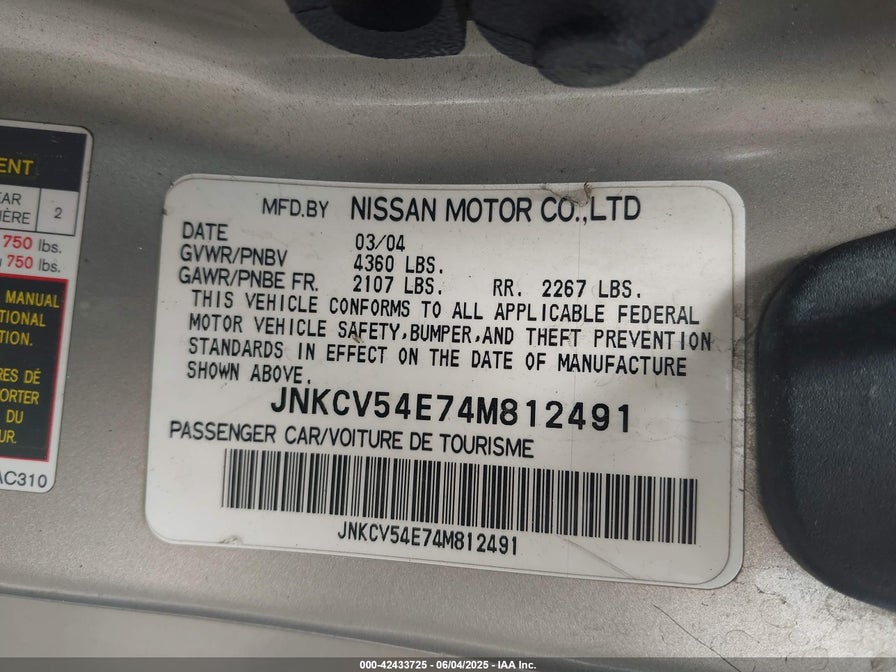 ENT
AR
IÈRE 2
750 lbs.
750 lbs.
MANUAL
TIONAL
TION.
RES DÉ
PORTER
DU
UR.
AC310
MFD.BY NISSAN MOTOR CO.,LTD
DATE 03/04
GVWR/PNBV 4360 LBS.
GAWR/PNBE FR. 2107 LBS. RR. 2267 LBS.
THIS VEHICLE CONFORMS TO ALL APPLICABLE FEDERAL
MOTOR VEHICLE SAFETY,BUMPER,AND THEFT PREVENTION
STANDARDS IN EFFECT ON THE DATE OF MANUFACTURE
SHOWN ABOVE.
JNKCV54E74M812491
PASSENGER CAR/VOITURE DE TOURISME
JNKCV54E74M812491
000-42433725 - 06/04/2025 - IAA Inc.